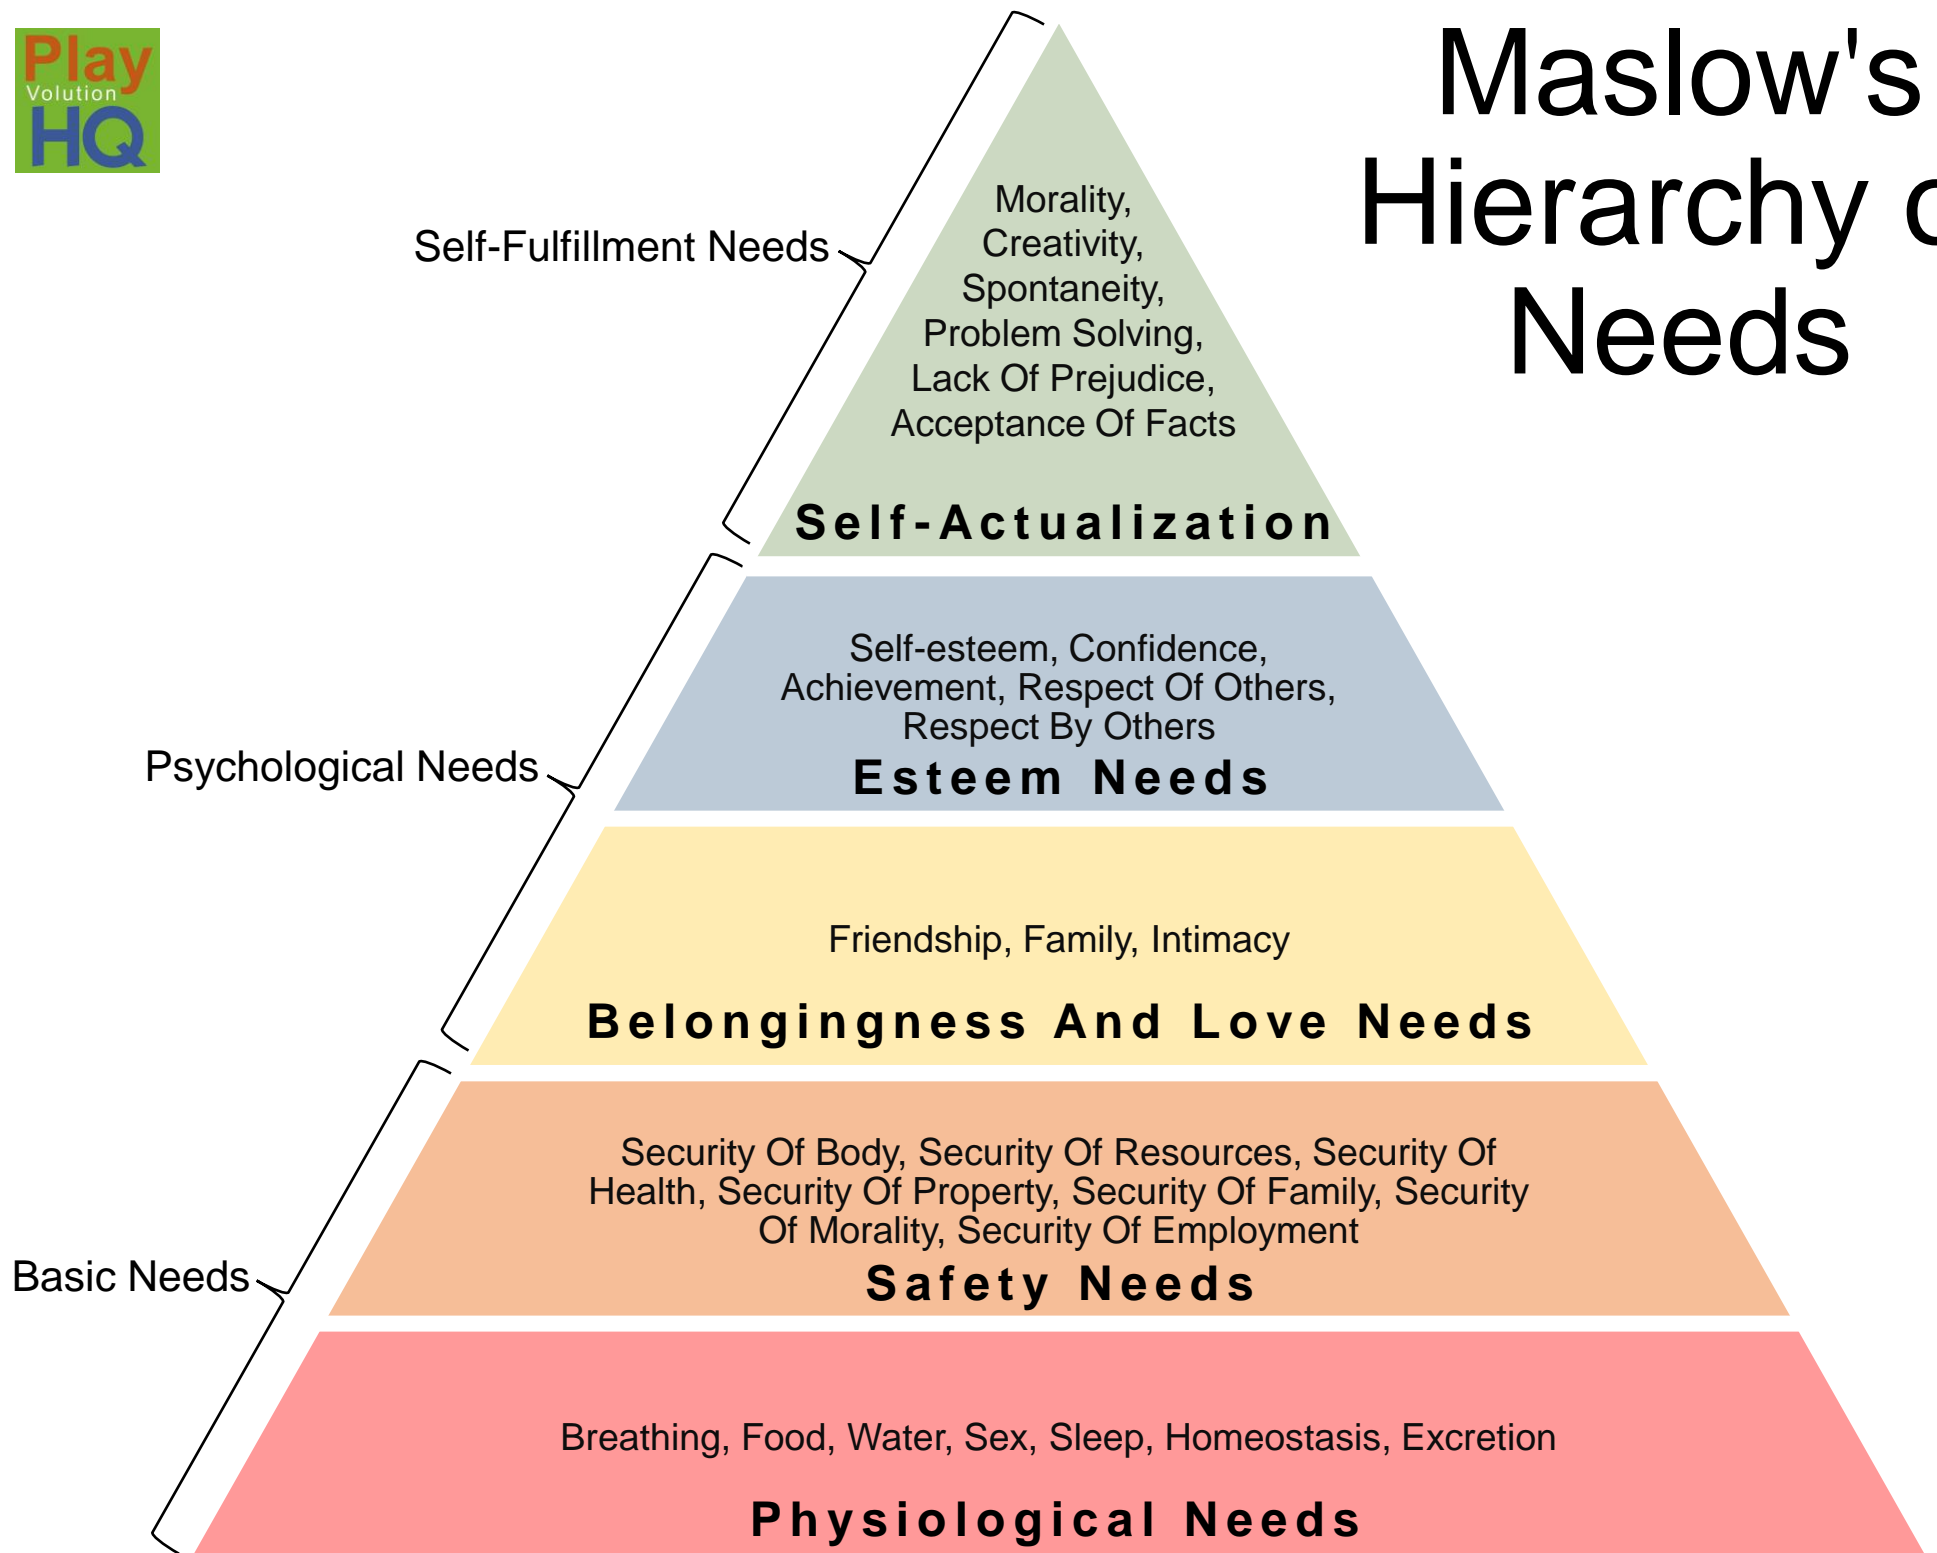 Play
Volution
HQ
Maslow's
Hierarchy
Needs
Self-Fulfillment Needs
Morality,
Creativity,
Spontaneity,
Problem Solving,
Lack Of Prejudice,
Acceptance Of Facts
Self-Actualization
Psychological Needs
Self-esteem, Confidence,
Achievement, Respect Of Others,
Respect By Others
Esteem Needs
Friendship, Family, Intimacy
Belongingness And Love Needs
Basic Needs
Security Of Body, Security Of Resources, Security Of
Health, Security Of Property, Security Of Family, Security
Of Morality, Security Of Employment
Safety Needs
Breathing, Food, Water, Sex, Sleep, Homeostasis, Excretion
Physiological Needs